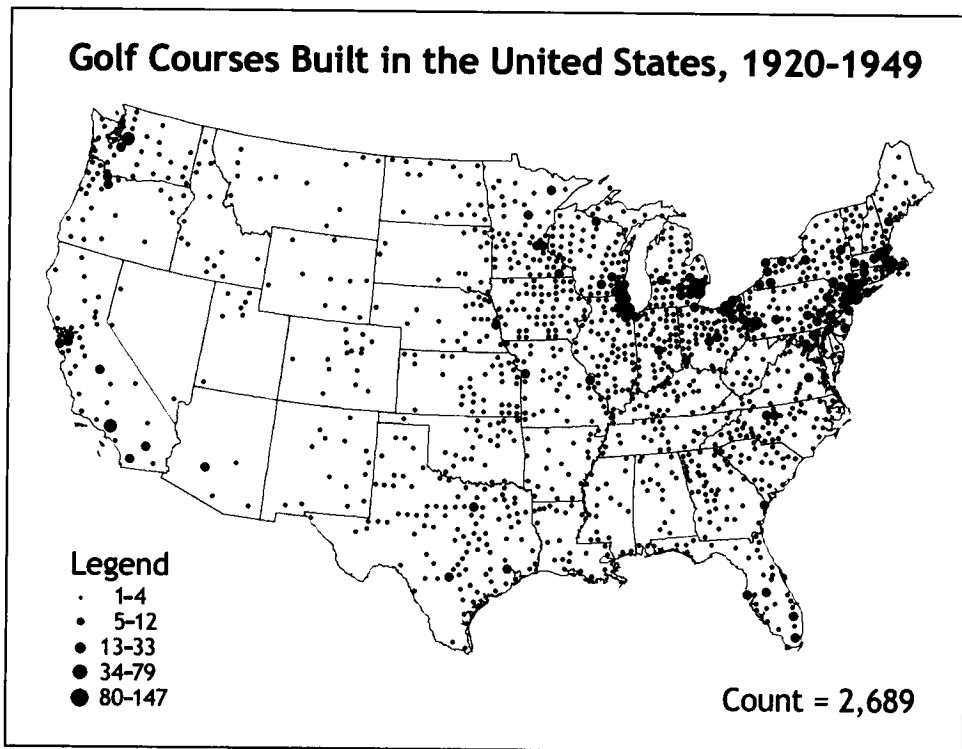 Golf Courses Built in the United States, 1920-1949
Legend
1-4
5-12
13-33
34-79
80-147
Count = 2,689